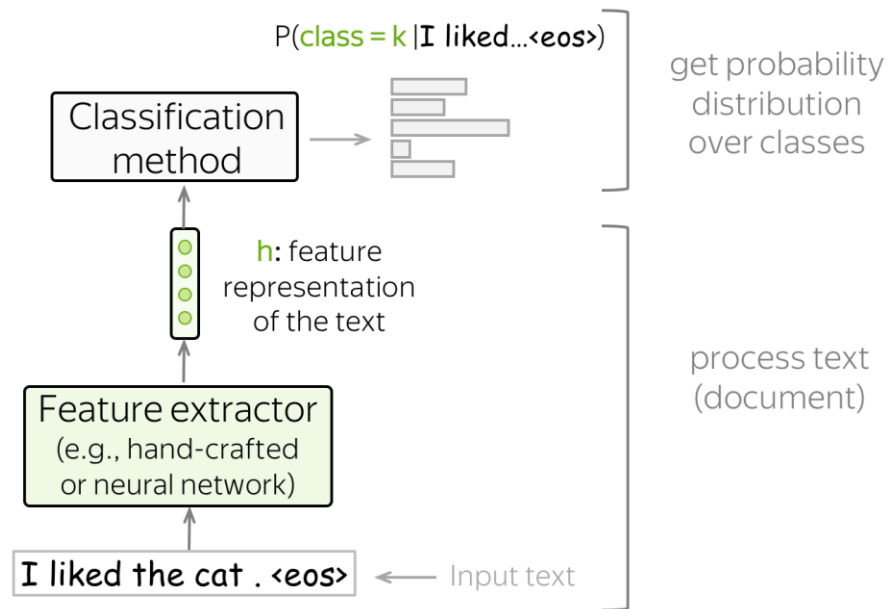 P(class = k |I liked...<eos>)
get probability
distribution
over classes
Classification
method
h: feature
representation
of the text
process text
(document)
Feature extractor
(e.g., hand-crafted
or neural network)
I liked the cat . <eos>
Input text